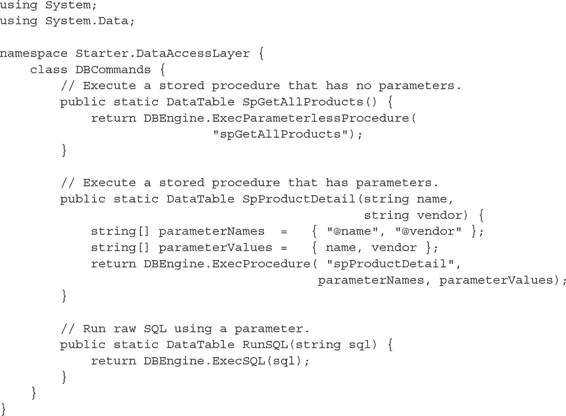 using System;
using System.Data;

namespace Starter.DataAccessLayer {
    class DBCommands {
        // Execute a stored procedure that has no parameters.
        public static DataTable SpGetAllProducts() {
            return DBEngine.ExecParameterlessProcedure(
                            "spGetAllProducts");
        }

        // Execute a stored procedure that has parameters.
        public static DataTable SpProductDetail(string name,
                                                string vendor) {
            string[] parameterNames  =   { "@name", "@vendor" };
            string[] parameterValues =   { name, vendor };
            return DBEngine.ExecProcedure( "spProductDetail",
                                          parameterNames, parameterValues);
        }

        // Run raw SQL using a parameter.
        public static DataTable RunSQL(string sql) {
            return DBEngine.ExecSQL(sql);
        }
    }
}